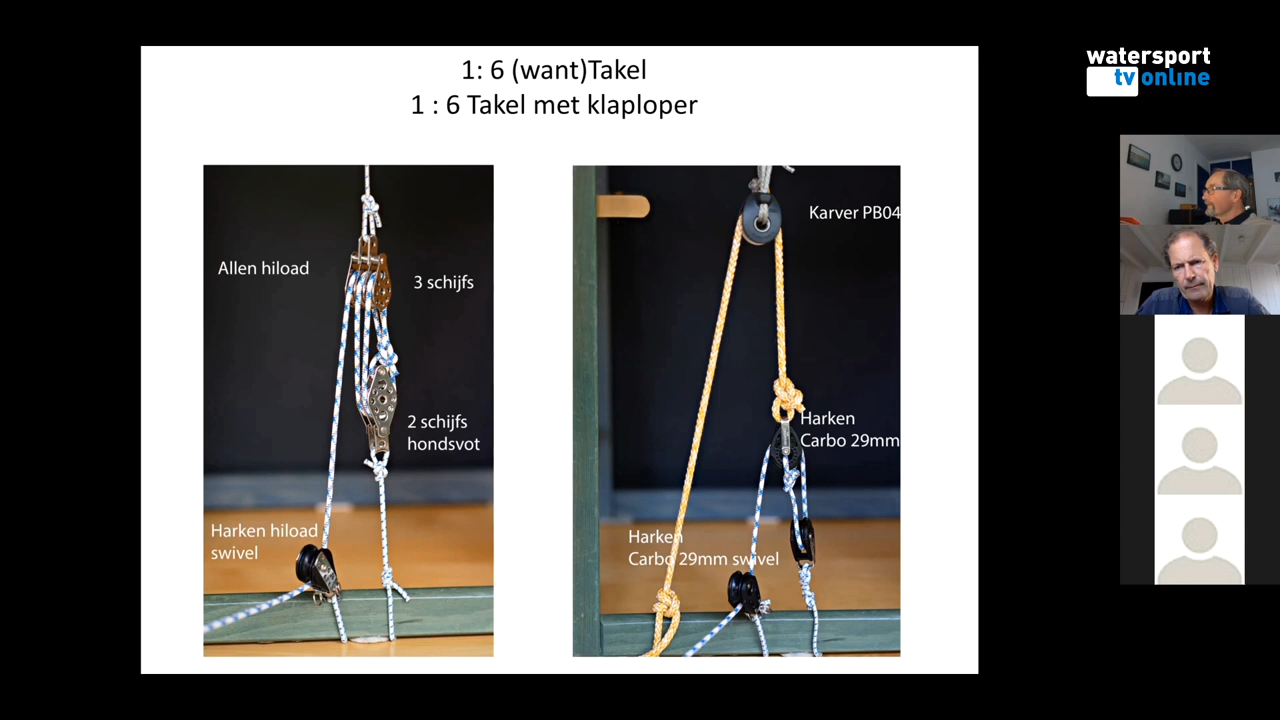 1: 6 (want)Takel
1 : 6 Takel met klaploper
watersport
tv online
Allen hiload
3 schijfs
2 schijfs
hondsvot
Harken hiload
swivel
Karver PB04
Harken
Carbo 29mm
Harken
Carbo 29mm swivel